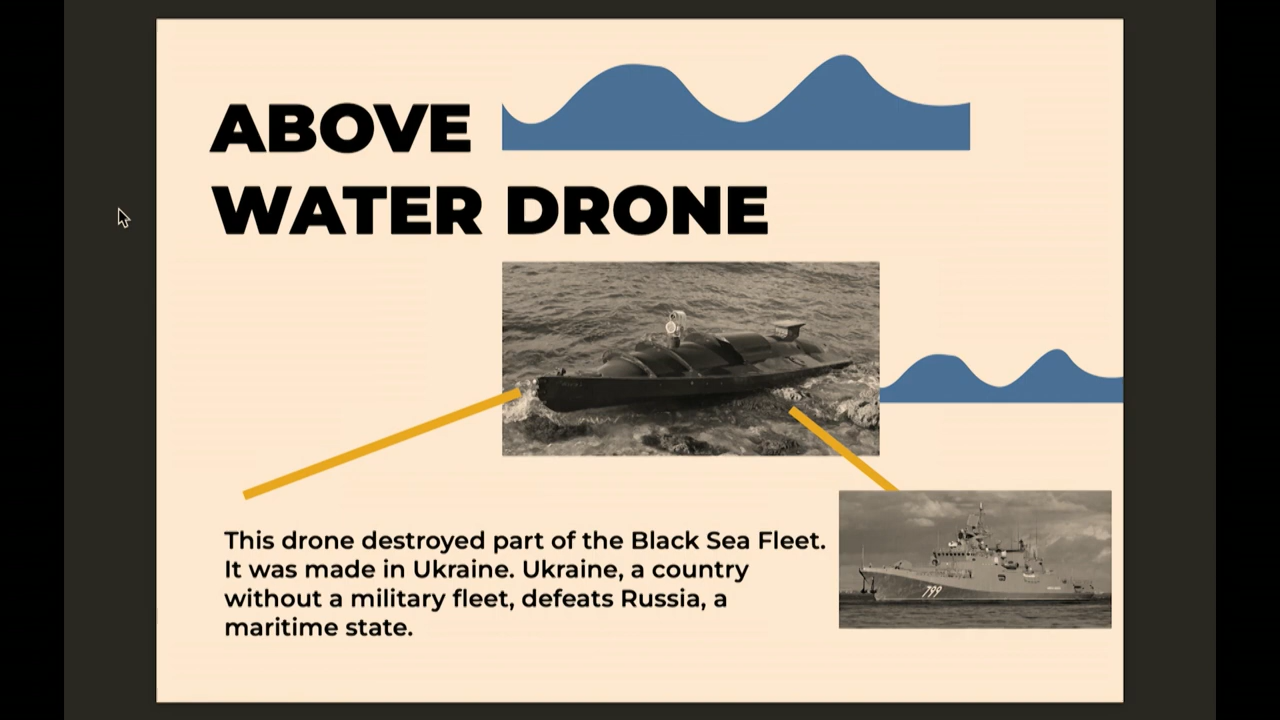 ABOVE
WATER DRONE
This drone destroyed part of the Black Sea Fleet.
It was made in Ukraine. Ukraine, a country
without a military fleet, defeats Russia, a
maritime state.
799